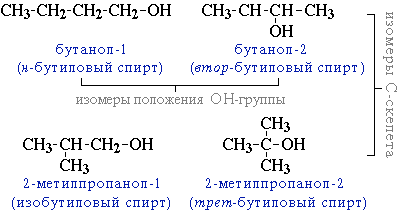 CH₃-CH₂-CH₂-CH₂-OH
CH₃-CH₂-CH-CH₃
OH
бутанол-1
(н-бутиловый спирт)
бутанол-2
(втор-бутиловый спирт)
изомеры положения OH-группы
CH₃-CH-CH₂-OH
CH₃
CH₃
CH₃-C-OH
CH₃
2-метилпропанол-1
(изобутиловый спирт)
2-метилпропанол-2
(трет-бутиловый спирт)
изомеры C-скелета